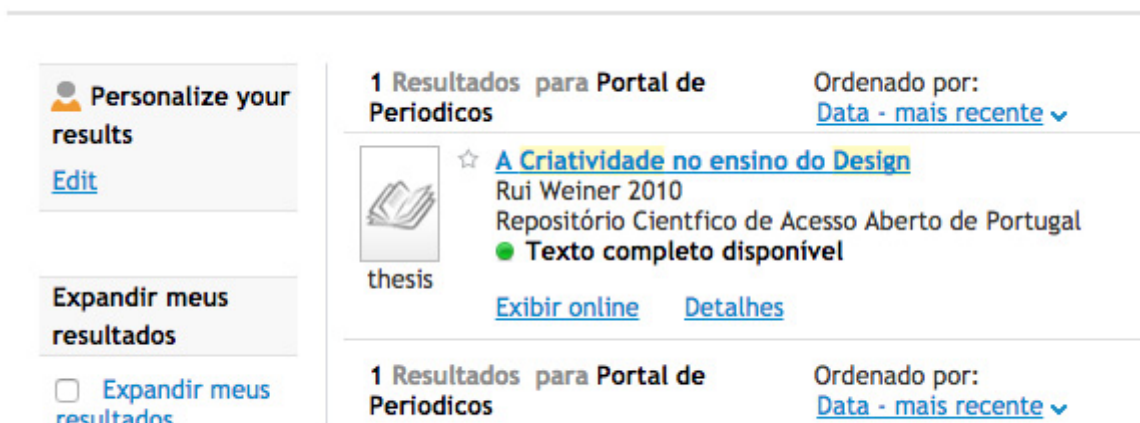 Personalize your
results
Edit
Expandir meus
resultados
Expandir meus
resultados
1 Resultados para Portal de
Periodicos
Ordenado por:
Data - mais recente
A Criatividade no ensino do Design
Rui Weiner 2010
Repositório Cientfico de Acesso Aberto de Portugal
Texto completo disponível
thesis
Exibir online Detalhes
1 Resultados para Portal de
Periodicos
Ordenado por:
Data - mais recente